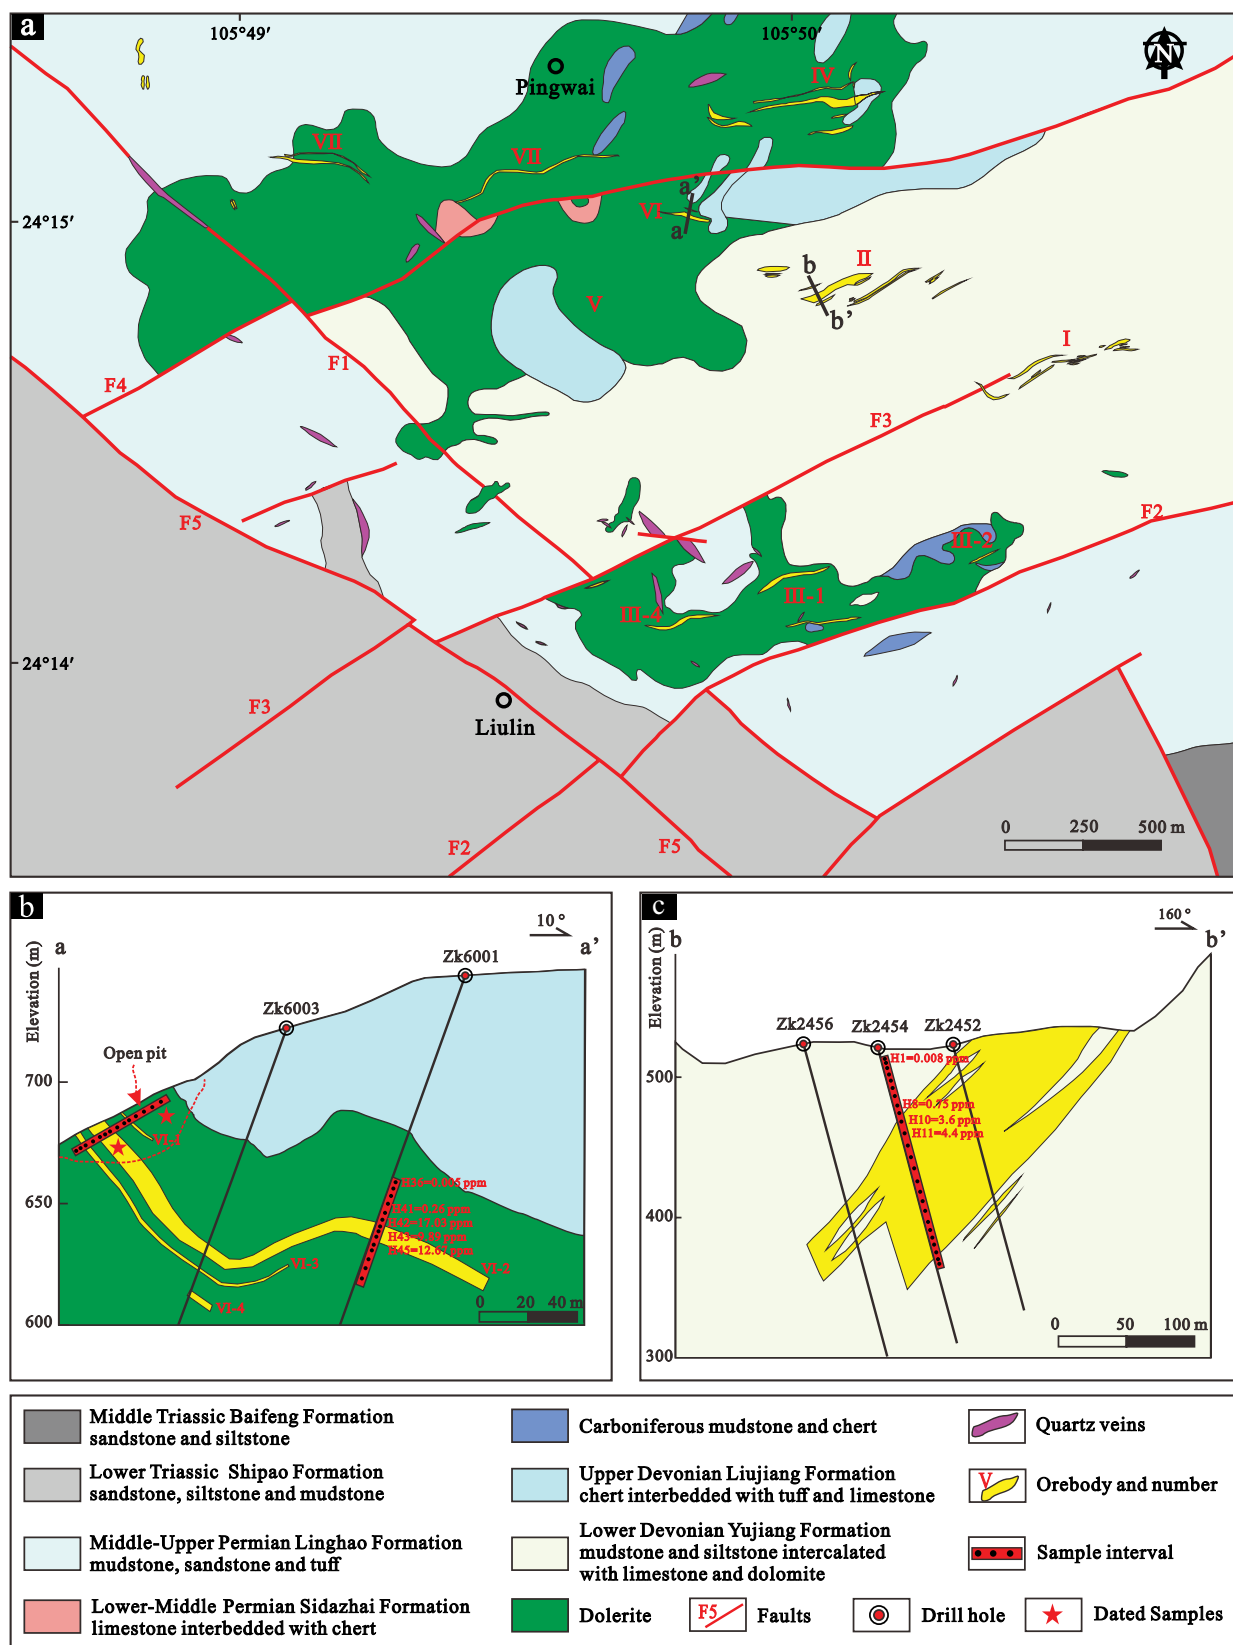 a
105°49′
105°50′
N
Pingwai
IV
VII
VII
a’
VI
a
24°15′
b
II
b’
V
I
F1
F4
F3
F5
F2
III-2
III-1
III-4
24°14′
F3
Liulin
0 250 500 m
F2
F5
b
a
10°
a’
Elevation (m)
Zk6001
Zk6003
Open pit
700
VI-1
650
H36=0.005 ppm
H41=0.26 ppm
H42=17.03 ppm
H45=12.67 ppm
VI-3
VI-2
VI-4
0 20 40 m
600
c
b
160°
b’
Elevation (m)
Zk2456
Zk2454
Zk2452
H1=0.008 ppm
500
H8=0.75 ppm
H10=3.6 ppm
H11=4.4 ppm
400
0 50 100 m
300
Middle Triassic Baifeng Formation
sandstone and siltstone
Carboniferous mudstone and chert
Quartz veins
Lower Triassic Shipao Formation
sandstone, siltstone and mudstone
Upper Devonian Liujiang Formation
chert interbedded with tuff and limestone
V
Orebody and number
Middle-Upper Permian Linghao Formation
mudstone, sandstone and tuff
Lower Devonian Yujiang Formation
mudstone and siltstone intercalated
with limestone and dolomite
Sample interval
Lower-Middle Permian Sidazhai Formation
limestone interbedded with chert
Dolerite
F5
Faults
Drill hole
Dated Samples